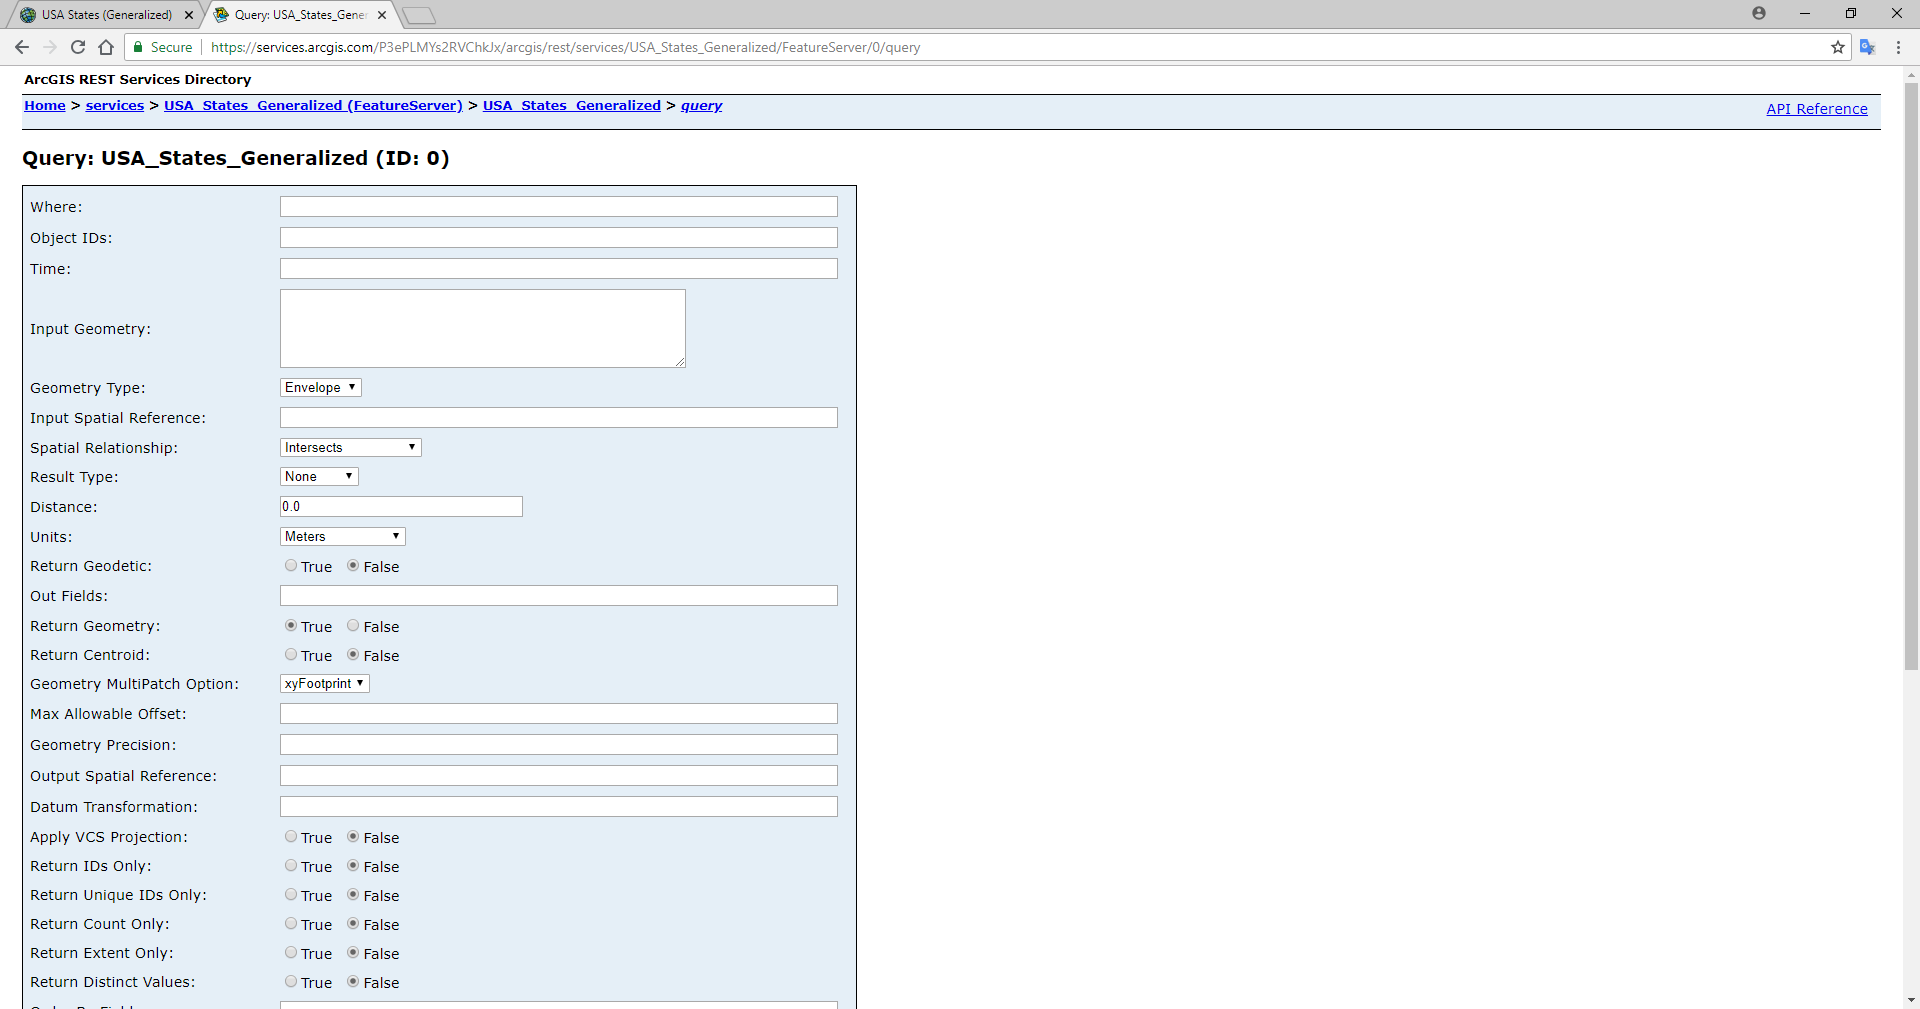 USA States (Generalized)
Query: USA_States_Gene
Secure https://services.arcgis.com/P3ePLMYs2RVChkJx/arcgis/rest/services/USA_States_Generalized/FeatureServer/0/query
ArcGIS REST Services Directory
Home > services > USA_States_Generalized (FeatureServer) > USA_States_Generalized > query
API Reference
Query: USA_States_Generalized (ID: 0)
Where:
Object IDs:
Time:
Input Geometry:
Geometry Type: Envelope
Input Spatial Reference:
Spatial Relationship: Intersects
Result Type: None
Distance: 0.0
Units: Meters
Return Geodetic: True False
Out Fields:
Return Geometry: True False
Return Centroid: True False
Geometry MultiPatch Option: xyFootprint
Max Allowable Offset:
Geometry Precision:
Output Spatial Reference:
Datum Transformation:
Apply VCS Projection: True False
Return IDs Only: True False
Return Unique IDs Only: True False
Return Count Only: True False
Return Extent Only: True False
Return Distinct Values: True False